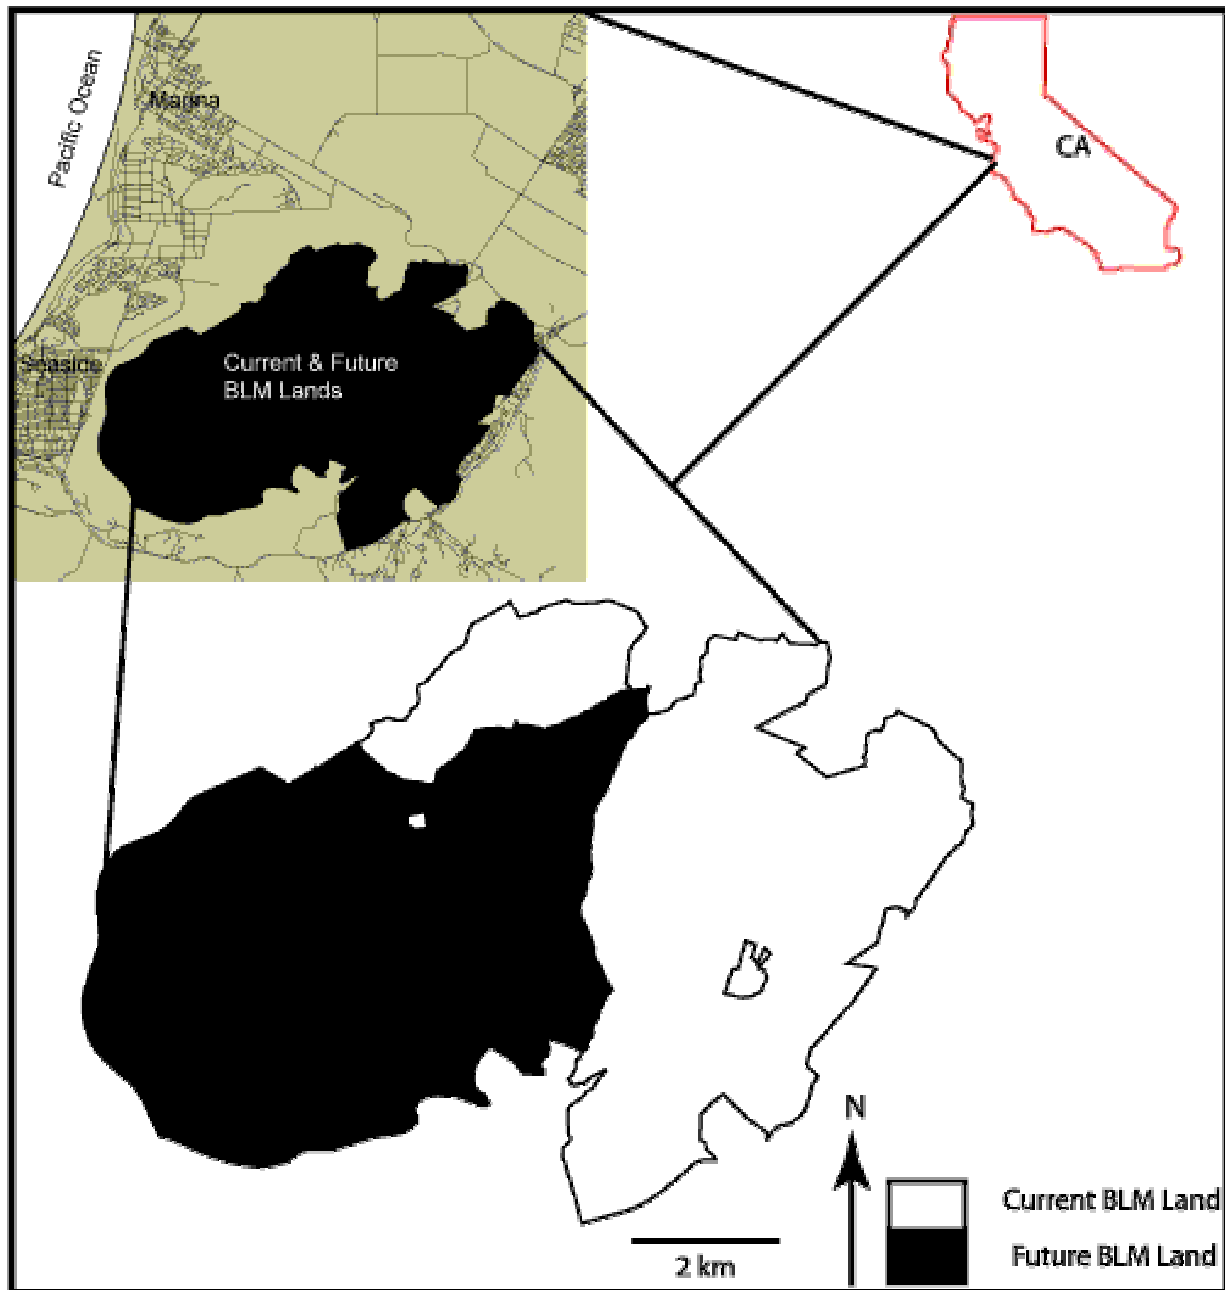 Pacific Ocean
Marina
CA
Seaside
Current & Future
BLM Lands
N
Current BLM Land
Future BLM Land
2 km